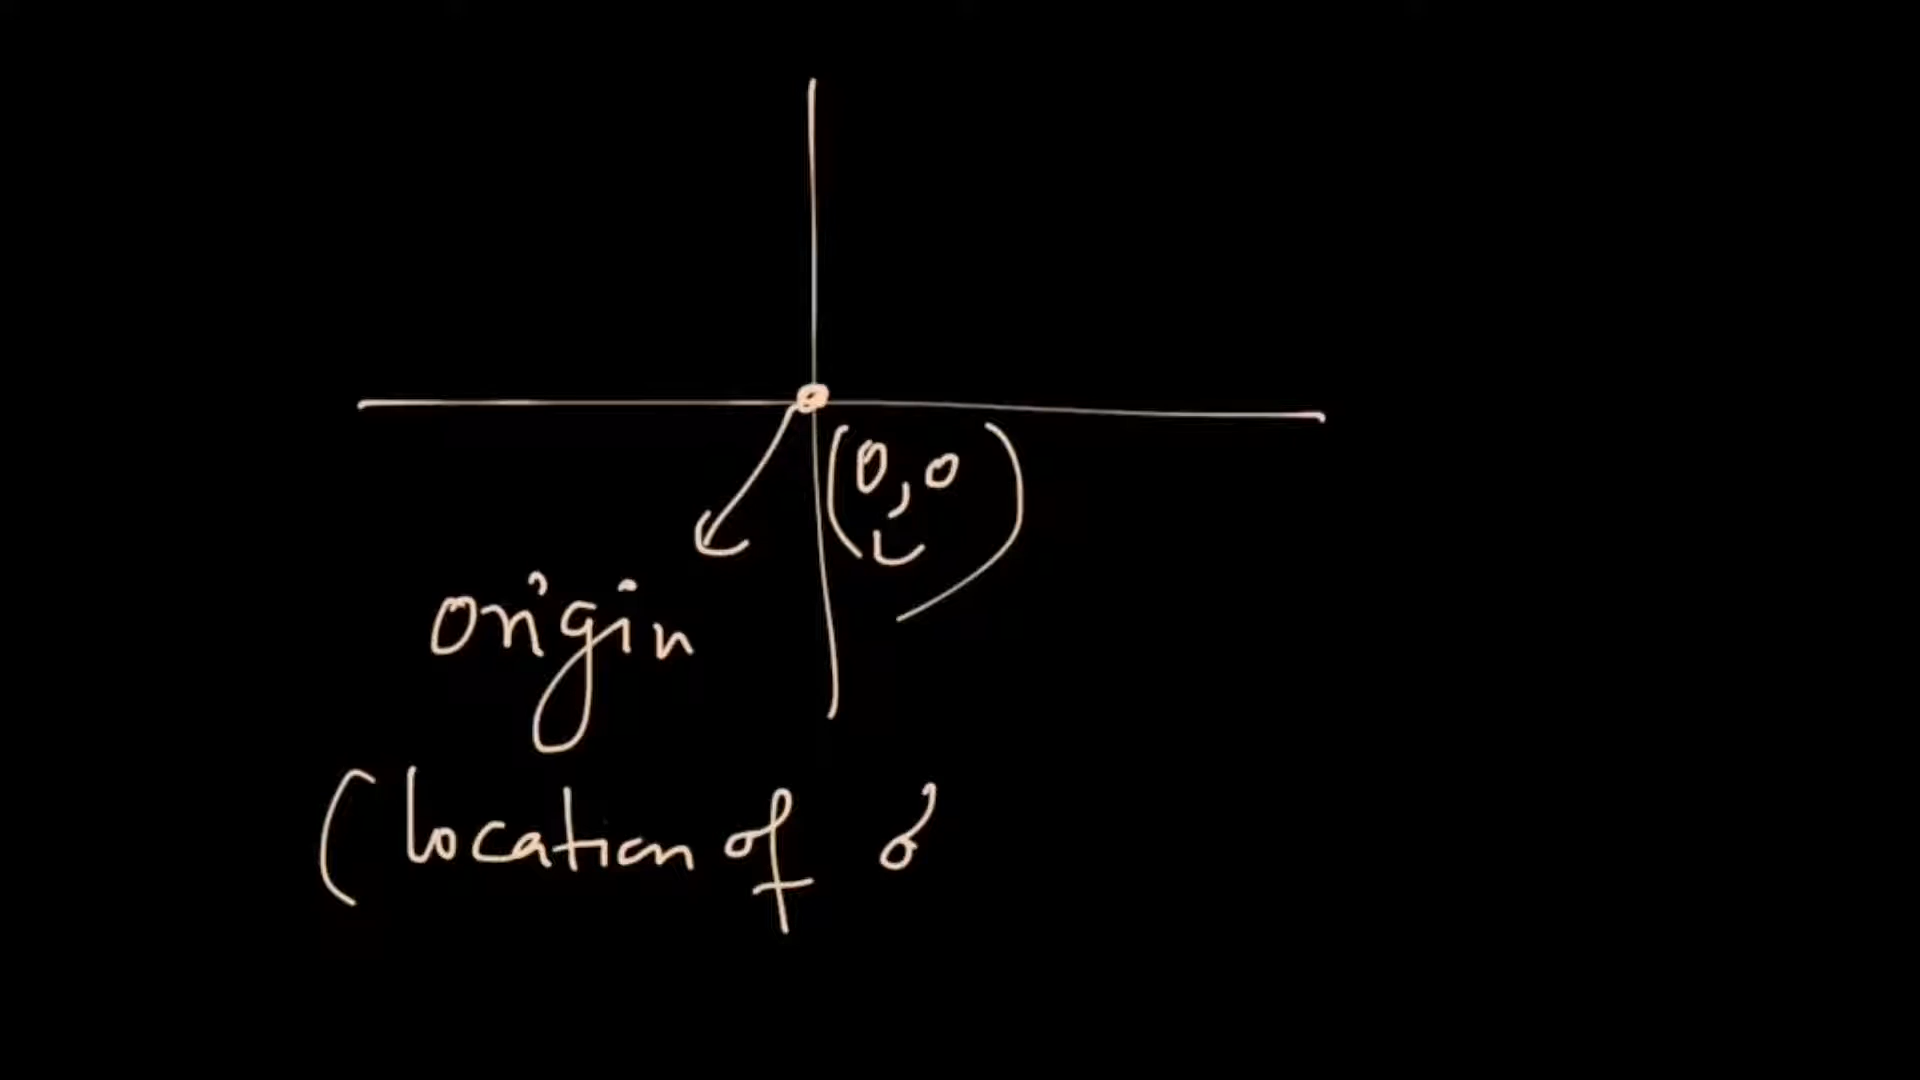 (0,0)
origin
(location of o